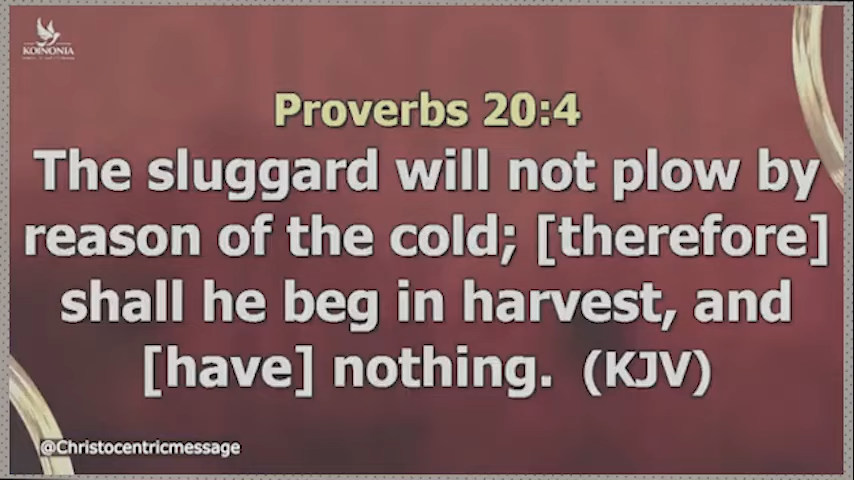 KOINONIA
Proverbs 20:4
The sluggard will not plow by
reason of the cold; [therefore]
shall he beg in harvest, and
[have] nothing. (KJV)
@Christocentricmessage